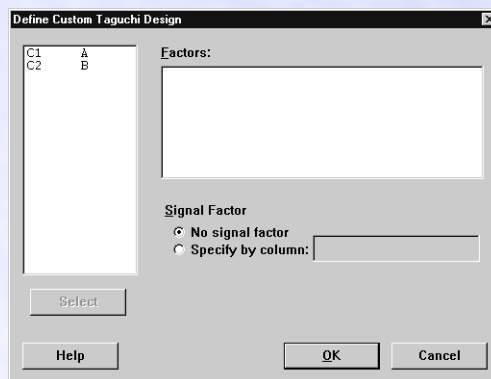 Define Custom Taguchi Design
C1 A
C2 B
Factors:
Signal Factor
No signal factor
Specify by column:
Select
Help
OK
Cancel